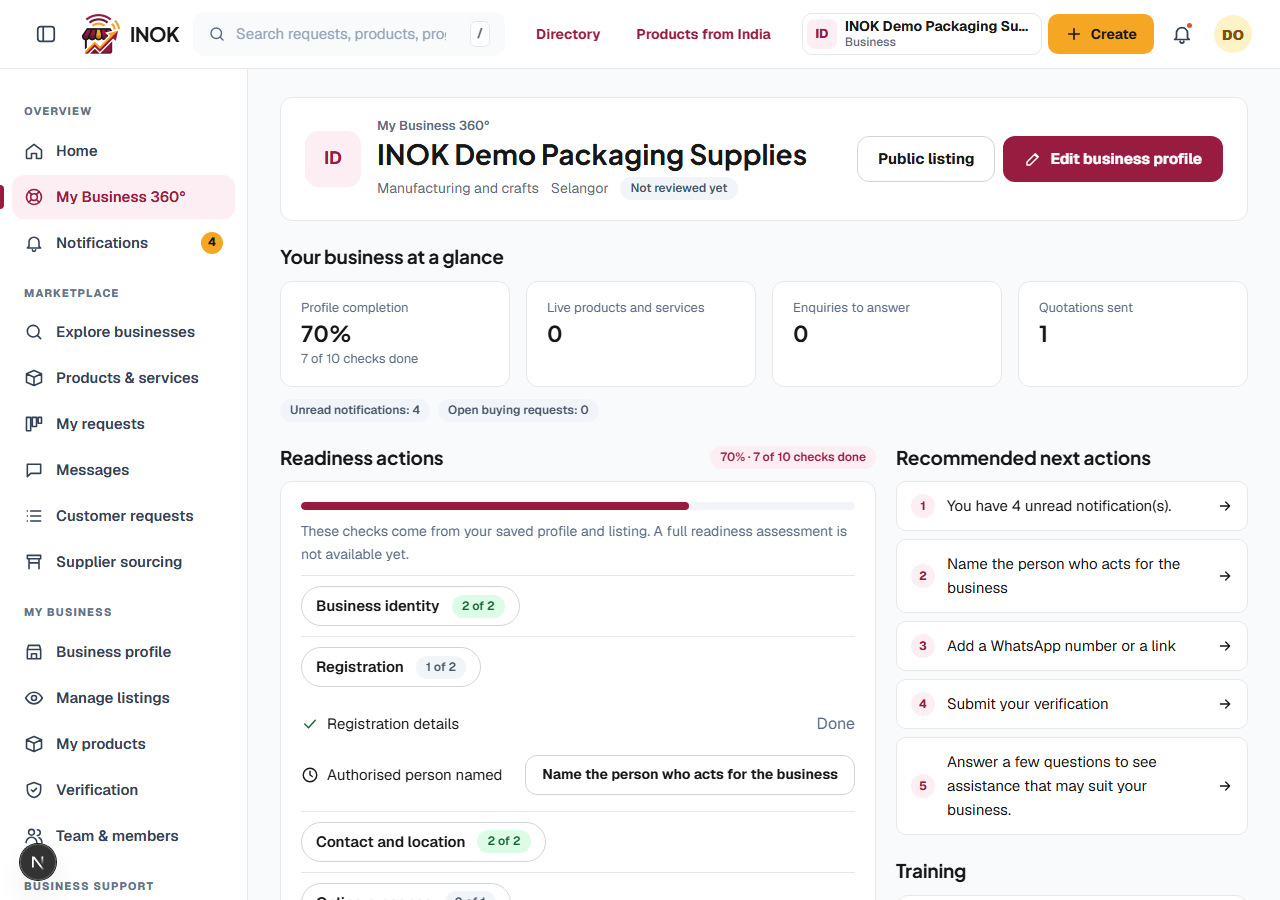 INOK
Search requests, products, prog
/
Directory
Products from India
ID
INOK Demo Packaging Su...
Business
Create
DO
OVERVIEW
Home
My Business 360°
Notifications
4
MARKETPLACE
Explore businesses
Products & services
My requests
Messages
Customer requests
Supplier sourcing
MY BUSINESS
Business profile
Manage listings
My products
Verification
Team & members
N
BUSINESS SUPPORT
ID
My Business 360°
INOK Demo Packaging Supplies
Manufacturing and crafts Selangor Not reviewed yet
Public listing
Edit business profile
Your business at a glance
Profile completion
70%
7 of 10 checks done
Live products and services
0
Enquiries to answer
0
Quotations sent
1
Unread notifications: 4
Open buying requests: 0
Readiness actions
70% · 7 of 10 checks done
These checks come from your saved profile and listing. A full readiness assessment is
not available yet.
Business identity 2 of 2
Registration 1 of 2
Registration details Done
Authorised person named Name the person who acts for the business
Contact and location 2 of 2
Recommended next actions
1 You have 4 unread notification(s).
2 Name the person who acts for the
business
3 Add a WhatsApp number or a link
4 Submit your verification
5 Answer a few questions to see
assistance that may suit your
business.
Training